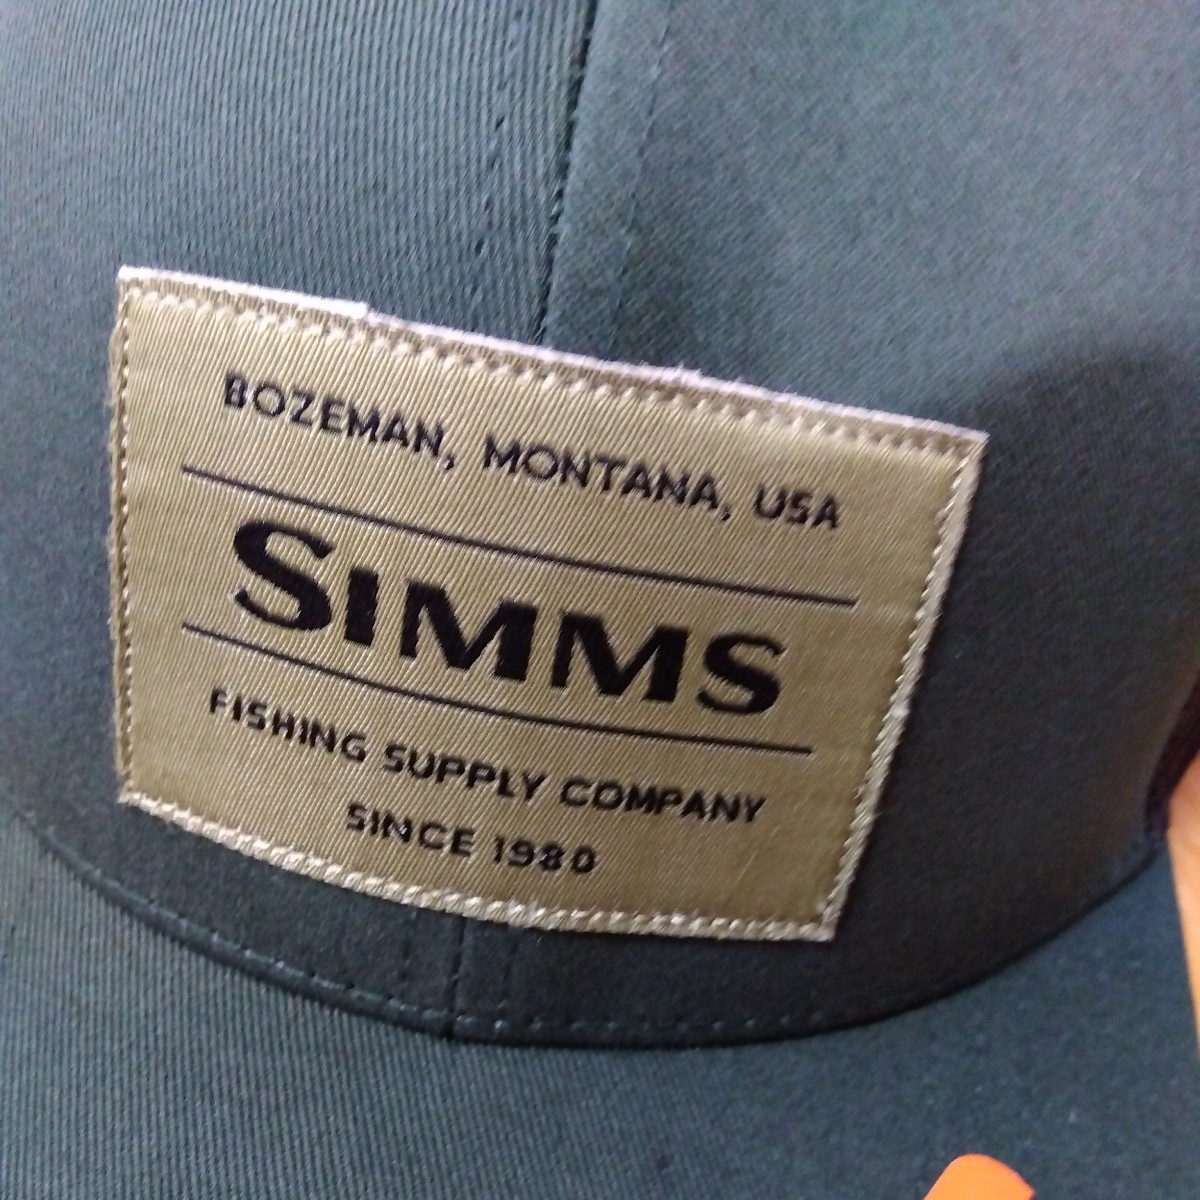 BOZEMAN, MONTANA, USA
SIMMS
FISHING SUPPLY COMPANY
SINCE 1980